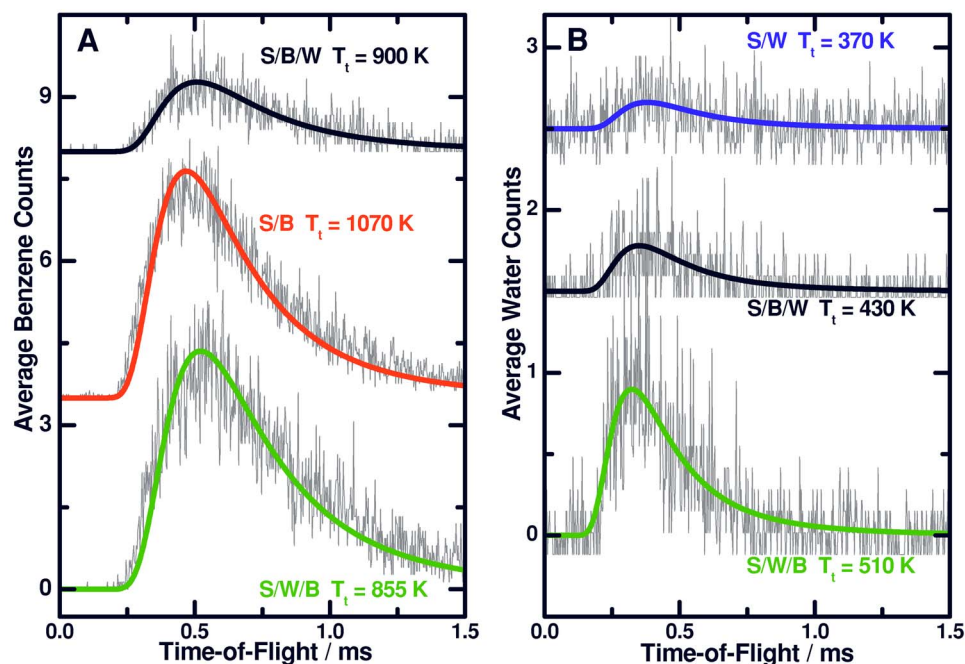 A
S/B/W T_t = 900 K
S/B T_t = 1070 K
S/W/B T_t = 855 K
Average Benzene Counts
9
6
3
0
0.0 0.5 1.0 1.5
Time-of-Flight / ms
B
S/W T_t = 370 K
S/B/W T_t = 430 K
S/W/B T_t = 510 K
Average Water Counts
3
2
1
0
0.0 0.5 1.0 1.5
Time-of-Flight / ms